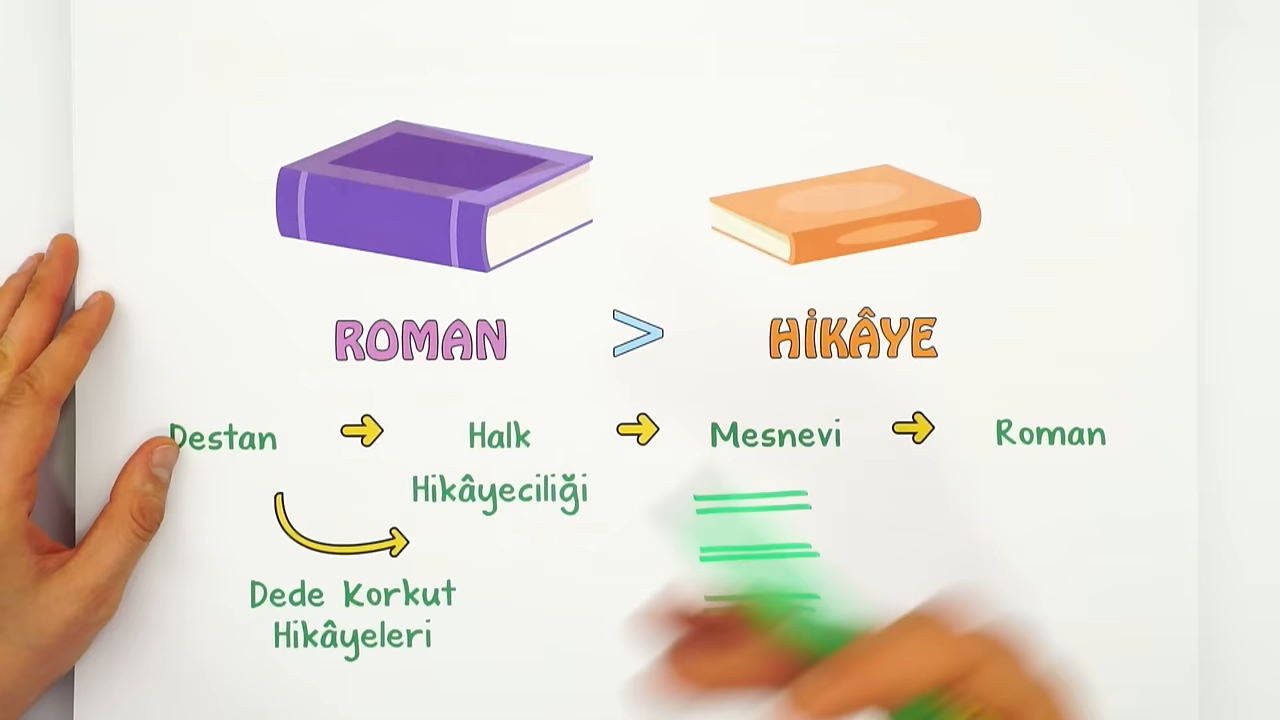 ROMAN > HİKÂYE
Destan → Halk → Mesnevi → Roman
Hikâyeciliği
Dede Korkut
Hikâyeleri